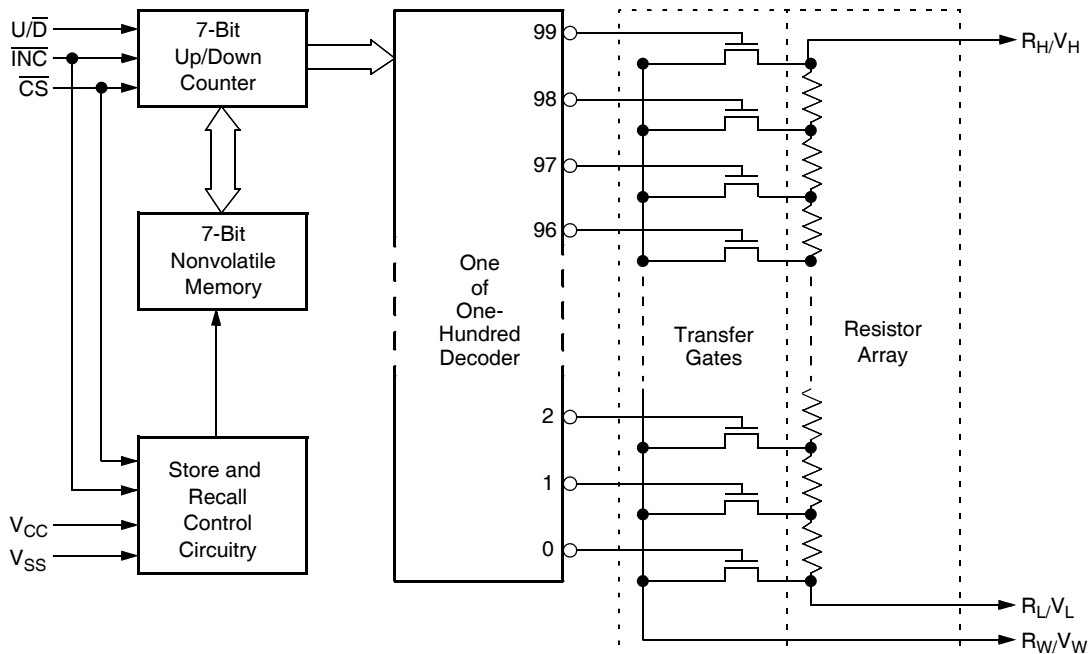 U/D̅
I̅N̅C̅
C̅S̅
7-Bit
Up/Down
Counter
7-Bit
Nonvolatile
Memory
Store and
Recall
Control
Circuitry
VCC
VSS
One
of
One-
Hundred
Decoder
99
98
97
96
2
1
0
Transfer
Gates
Resistor
Array
RH/VH
RL/VL
RW/VW